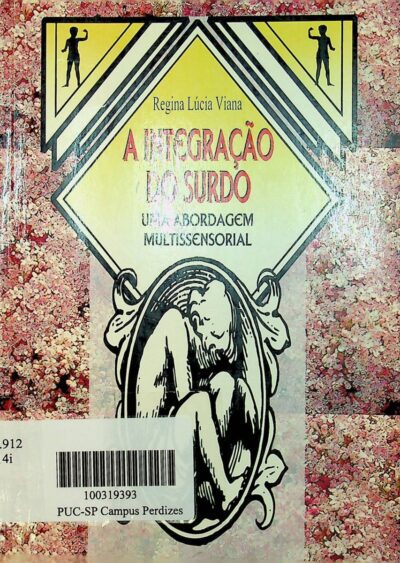 Regina Lúcia Viana
A INTEGRAÇÃO
DO SURDO
UMA ABORDAGEM
MULTISSENSORIAL
.912
4i
100319393
PUC-SP Campus Perdizes